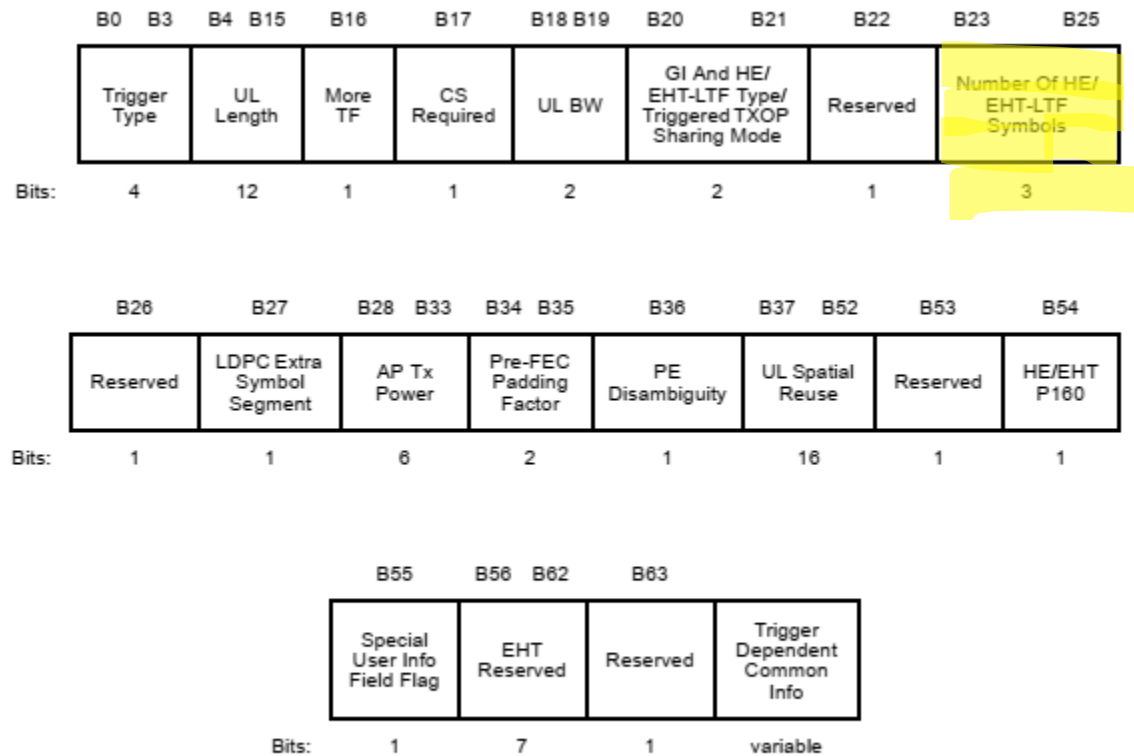 B0 B3 B4 B15 B16 B17 B18 B19 B20 B21 B22 B23 B25
Trigger
Type
UL
Length
More
TF
CS
Required
UL BW
GI And HE/
EHT-LTF Type/
Triggered TXOP
Sharing Mode
Reserved
Number Of HE/
EHT-LTF
Symbols
Bits: 4 12 1 1 2 2 1 3
B26 B27 B28 B33 B34 B35 B36 B37 B52 B53 B54
Reserved
LDPC Extra
Symbol
Segment
AP Tx
Power
Pre-FEC
Padding
Factor
PE
Disambiguity
UL Spatial
Reuse
Reserved
HE/EHT
P160
Bits: 1 1 6 2 1 16 1 1
B55 B56 B62 B63
Special
User Info
Field Flag
EHT
Reserved
Reserved
Trigger
Dependent
Common
Info
Bits: 1 7 1 variable